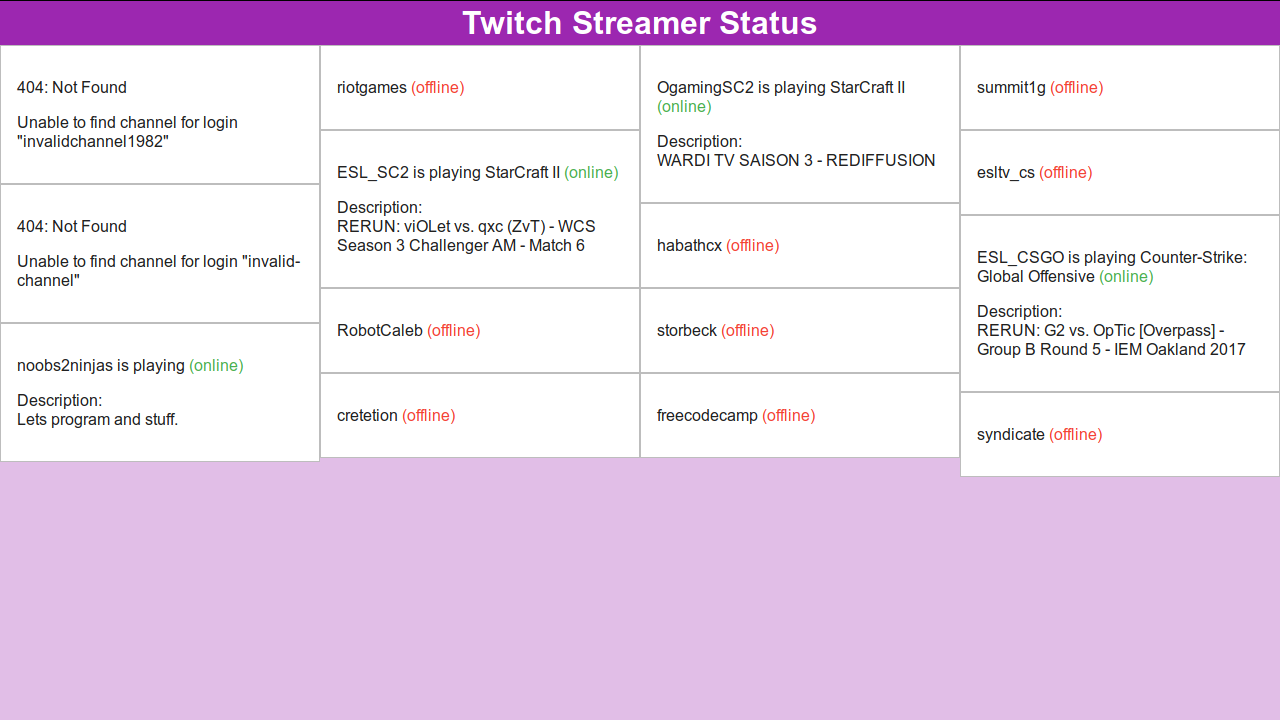 Twitch Streamer Status
404: Not Found
Unable to find channel for login
"invalidchannel1982"
404: Not Found
Unable to find channel for login "invalid-
channel"
noobs2ninjas is playing (online)
Description:
Lets program and stuff.
riotgames (offline)
ESL_SC2 is playing StarCraft II (online)
Description:
RERUN: viOLet vs. qxc (ZvT) - WCS
Season 3 Challenger AM - Match 6
RobotCaleb (offline)
cretetion (offline)
OgamingSC2 is playing StarCraft II
(online)
Description:
WARDI TV SAISON 3 - REDIFFUSION
habathcx (offline)
storbeck (offline)
freecodecamp (offline)
summit1g (offline)
esltv_cs (offline)
ESL_CSGO is playing Counter-Strike:
Global Offensive (online)
Description:
RERUN: G2 vs. OpTic [Overpass] -
Group B Round 5 - IEM Oakland 2017
syndicate (offline)